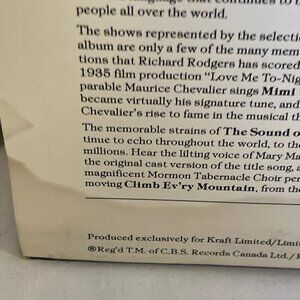 people all over the world.
The shows represented by the selecti
album are only a few of the many mem
tions that Richard Rodgers has scored
1935 film production "Love Me To-Nig
parable Maurice Chevalier sings Mimi
became virtually his signature tune, and
Chevalier's rise to fame in the musical th
The memorable strains of The Sound o
tinue to echo throughout the world, to th
millions. Hear the lilting voice of Mary Ma
the original cast version of the title song, a
magnificent Mormon Tabernacle Choir per
moving Climb Ev'ry Mountain, from the
Produced exclusively for Kraft Limited/Limi
®Reg'd T.M. of C.B.S. Records Canada Ltd./